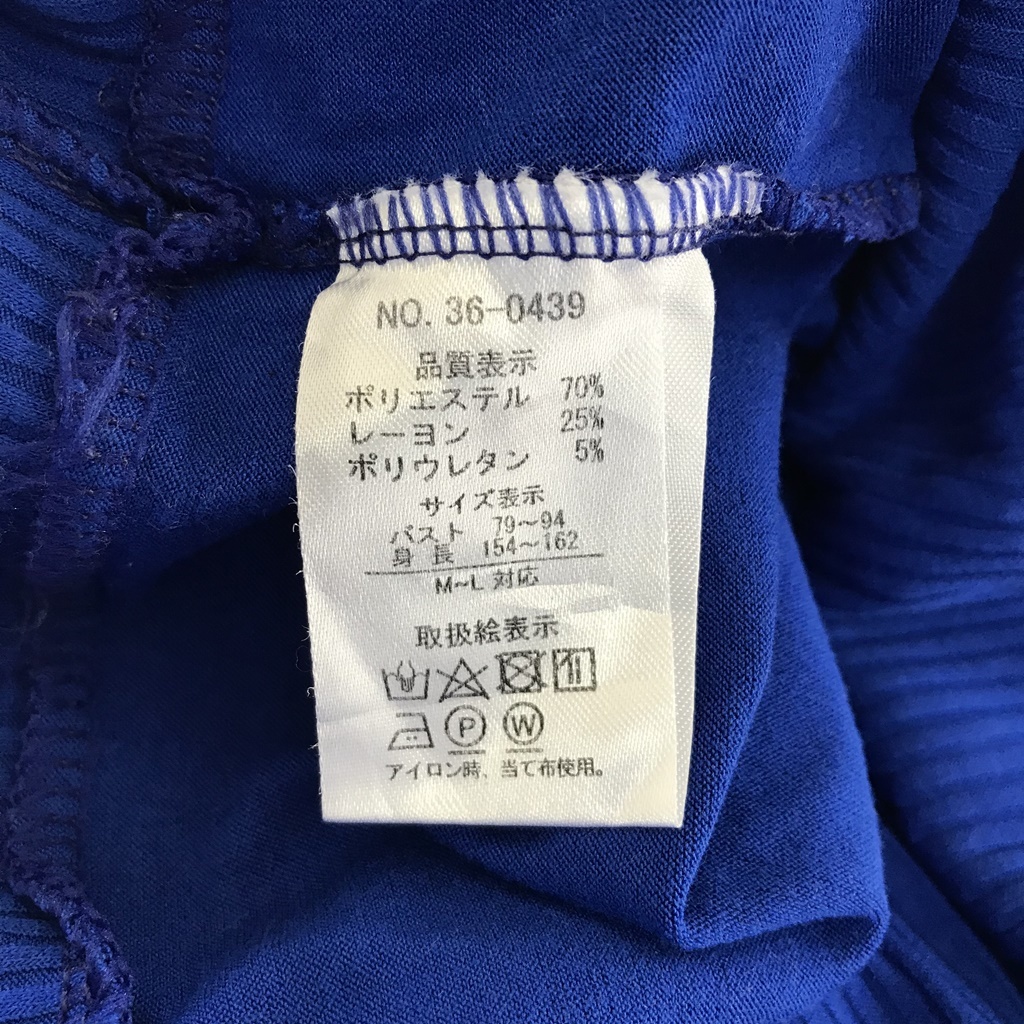 NO. 36-0439
品質表示
ポリエステル 70%
レーヨン 25%
ポリウレタン 5%
サイズ表示
バスト 79～94
身長 154～162
M～L 対応
取扱絵表示
P W
アイロン時、当て布使用。